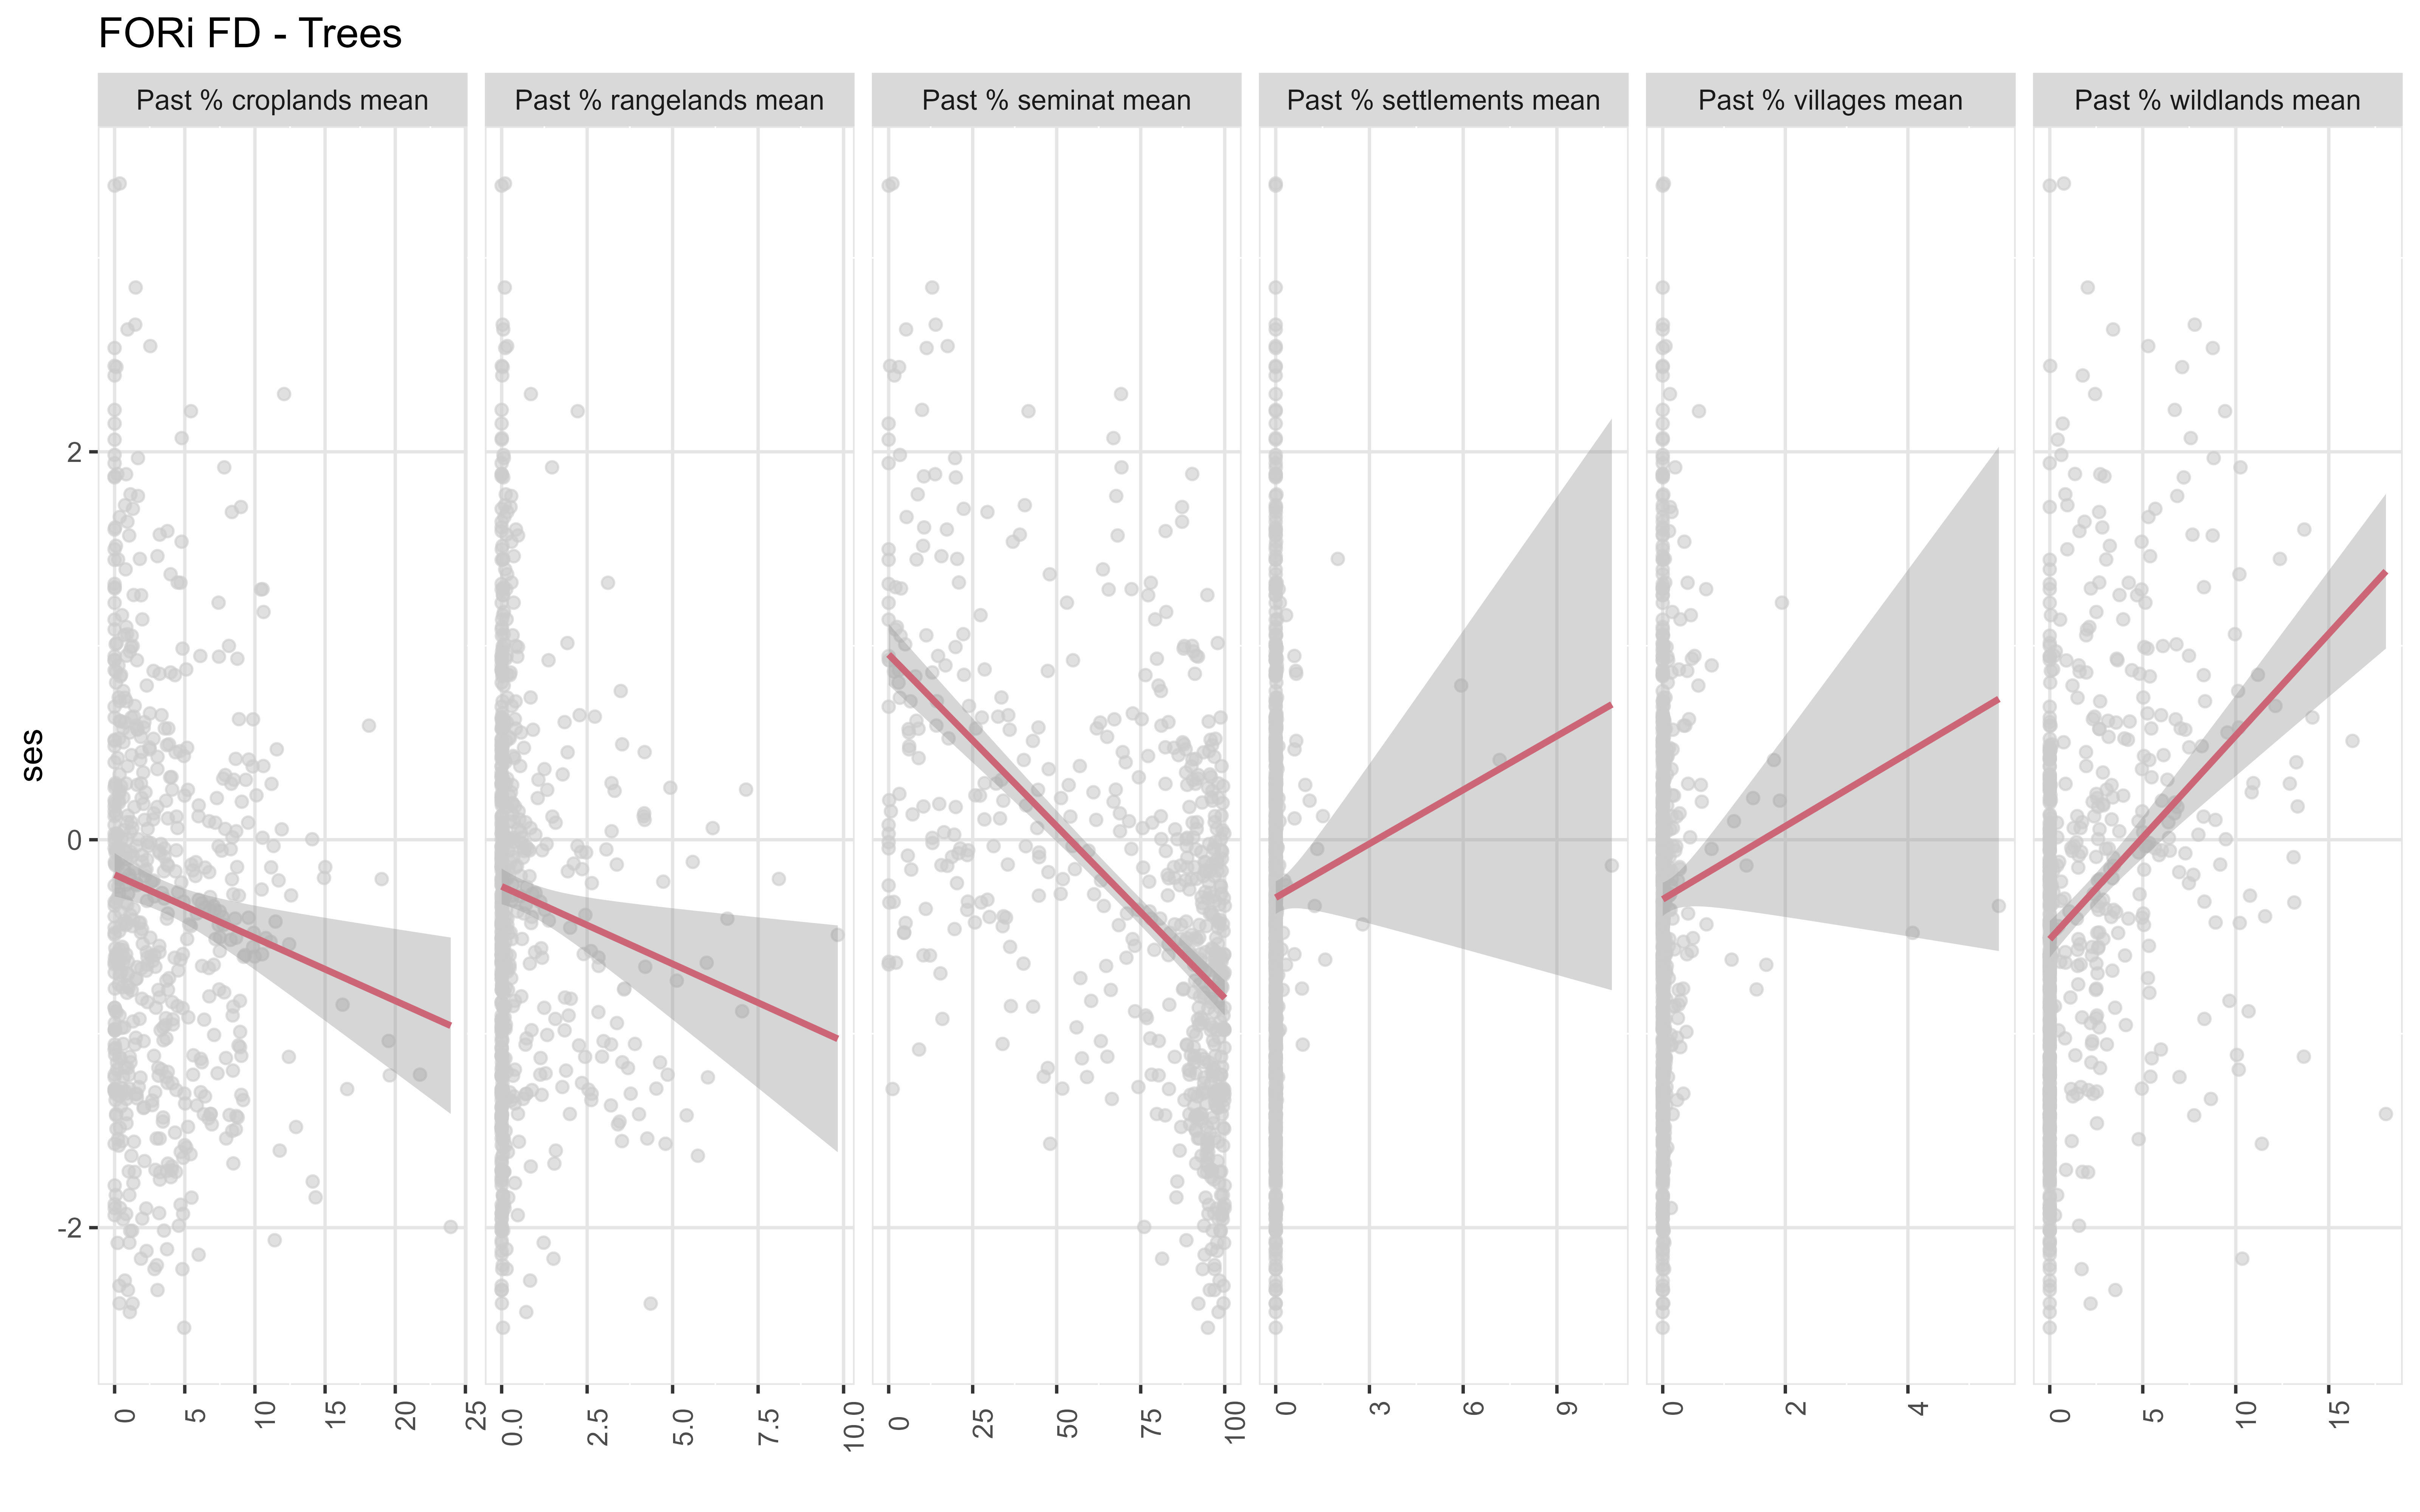 FORi FD - Trees
Past % croplands mean
Past % rangelands mean
Past % seminat mean
Past % settlements mean
Past % villages mean
Past % wildlands mean
ses
2
0
-2
0 5 10 15 20 25
0.0 2.5 5.0 7.5 10.0
0 25 50 75 100
0 3 6 9
0 2 4
0 5 10 15